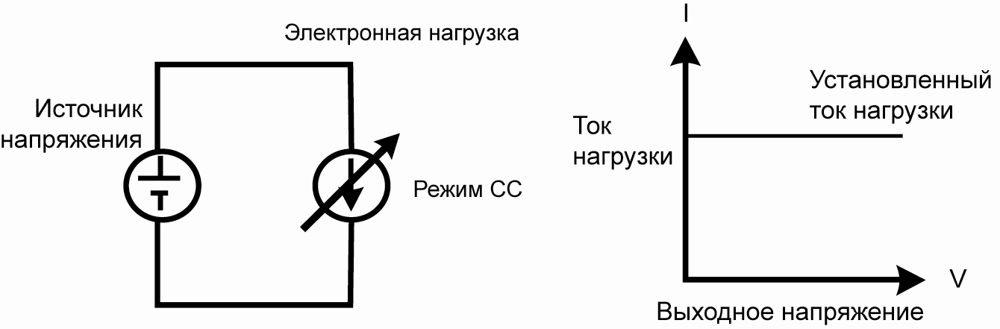 Электронная нагрузка
Источник
напряжения
Режим CC
I
Установленный
ток нагрузки
Ток
нагрузки
V
Выходное напряжение